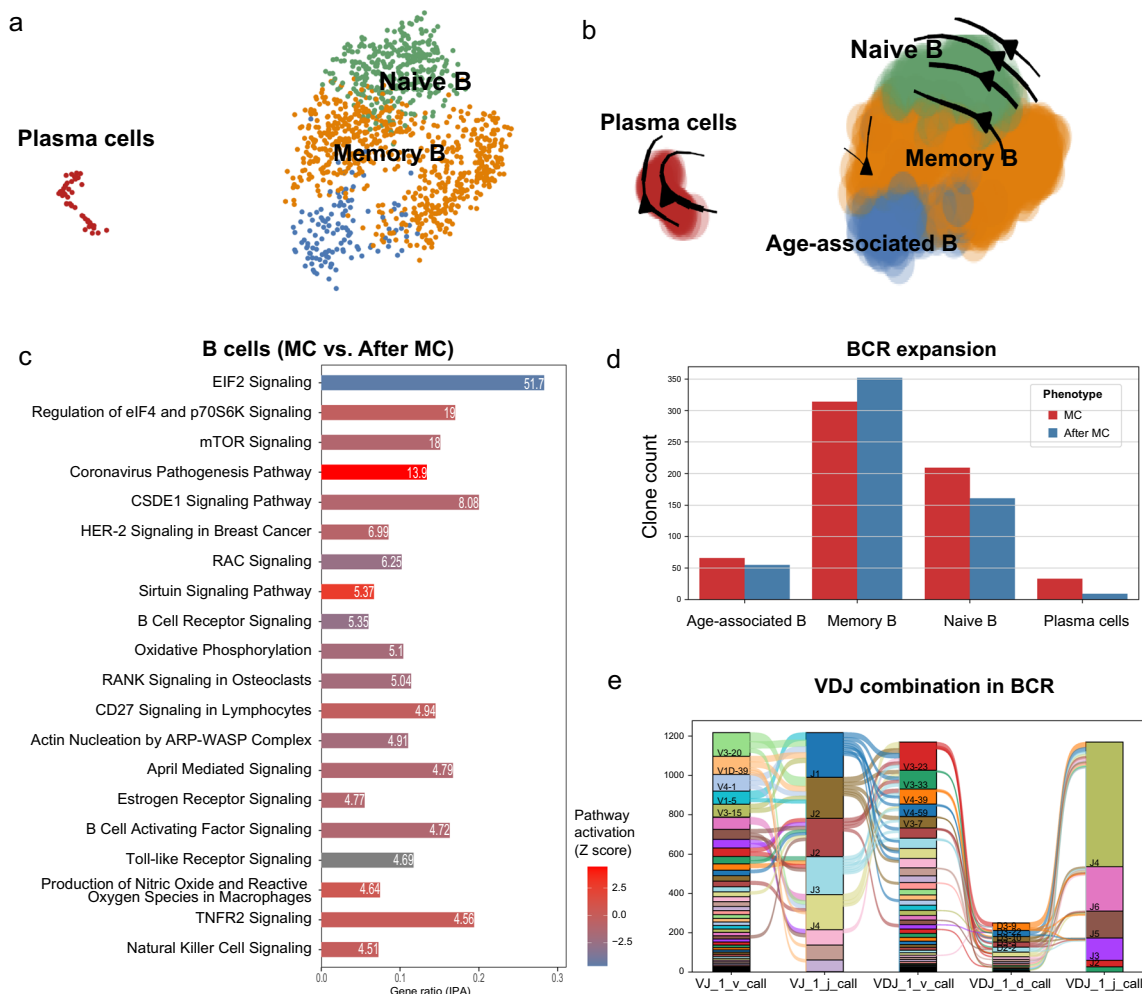 a
Naive B
Plasma cells
Memory B
b
Naive B
Plasma cells
Memory B
Age-associated B
c
B cells (MC vs. After MC)
EIF2 Signaling
51.7
Regulation of eIF4 and p70S6K Signaling
19
mTOR Signaling
18
Coronavirus Pathogenesis Pathway
13.9
CSDE1 Signaling Pathway
8.08
HER-2 Signaling in Breast Cancer
6.99
RAC Signaling
6.25
Sirtuin Signaling Pathway
5.37
B Cell Receptor Signaling
5.35
Oxidative Phosphorylation
5.1
RANK Signaling in Osteoclasts
5.04
CD27 Signaling in Lymphocytes
4.94
Actin Nucleation by ARP-WASP Complex
4.91
April Mediated Signaling
4.79
Estrogen Receptor Signaling
4.77
B Cell Activating Factor Signaling
4.72
Toll-like Receptor Signaling
4.69
Production of Nitric Oxide and Reactive
Oxygen Species in Macrophages
4.64
TNFR2 Signaling
4.56
Natural Killer Cell Signaling
4.51
0.0 0.1 0.2 0.3
Gene ratio (IPA)
Pathway
activation
(Z score)
2.5
0.0
−2.5
d
BCR expansion
Clone count
350
300
250
200
150
100
50
0
Phenotype
MC
After MC
Age-associated B
Memory B
Naive B
Plasma cells
e
VDJ combination in BCR
1200
1000
800
600
400
200
0
V3-20
V1D-39
V4-1
V1-5
V3-15
J1
J2
J2
J3
J4
V3-23
V3-33
V4-39
V4-59
V3-7
D2-2
J4
J6
J5
J3
J2
VJ_1_v_call
VJ_1_j_call
VDJ_1_v_call
VDJ_1_d_call
VDJ_1_j_call